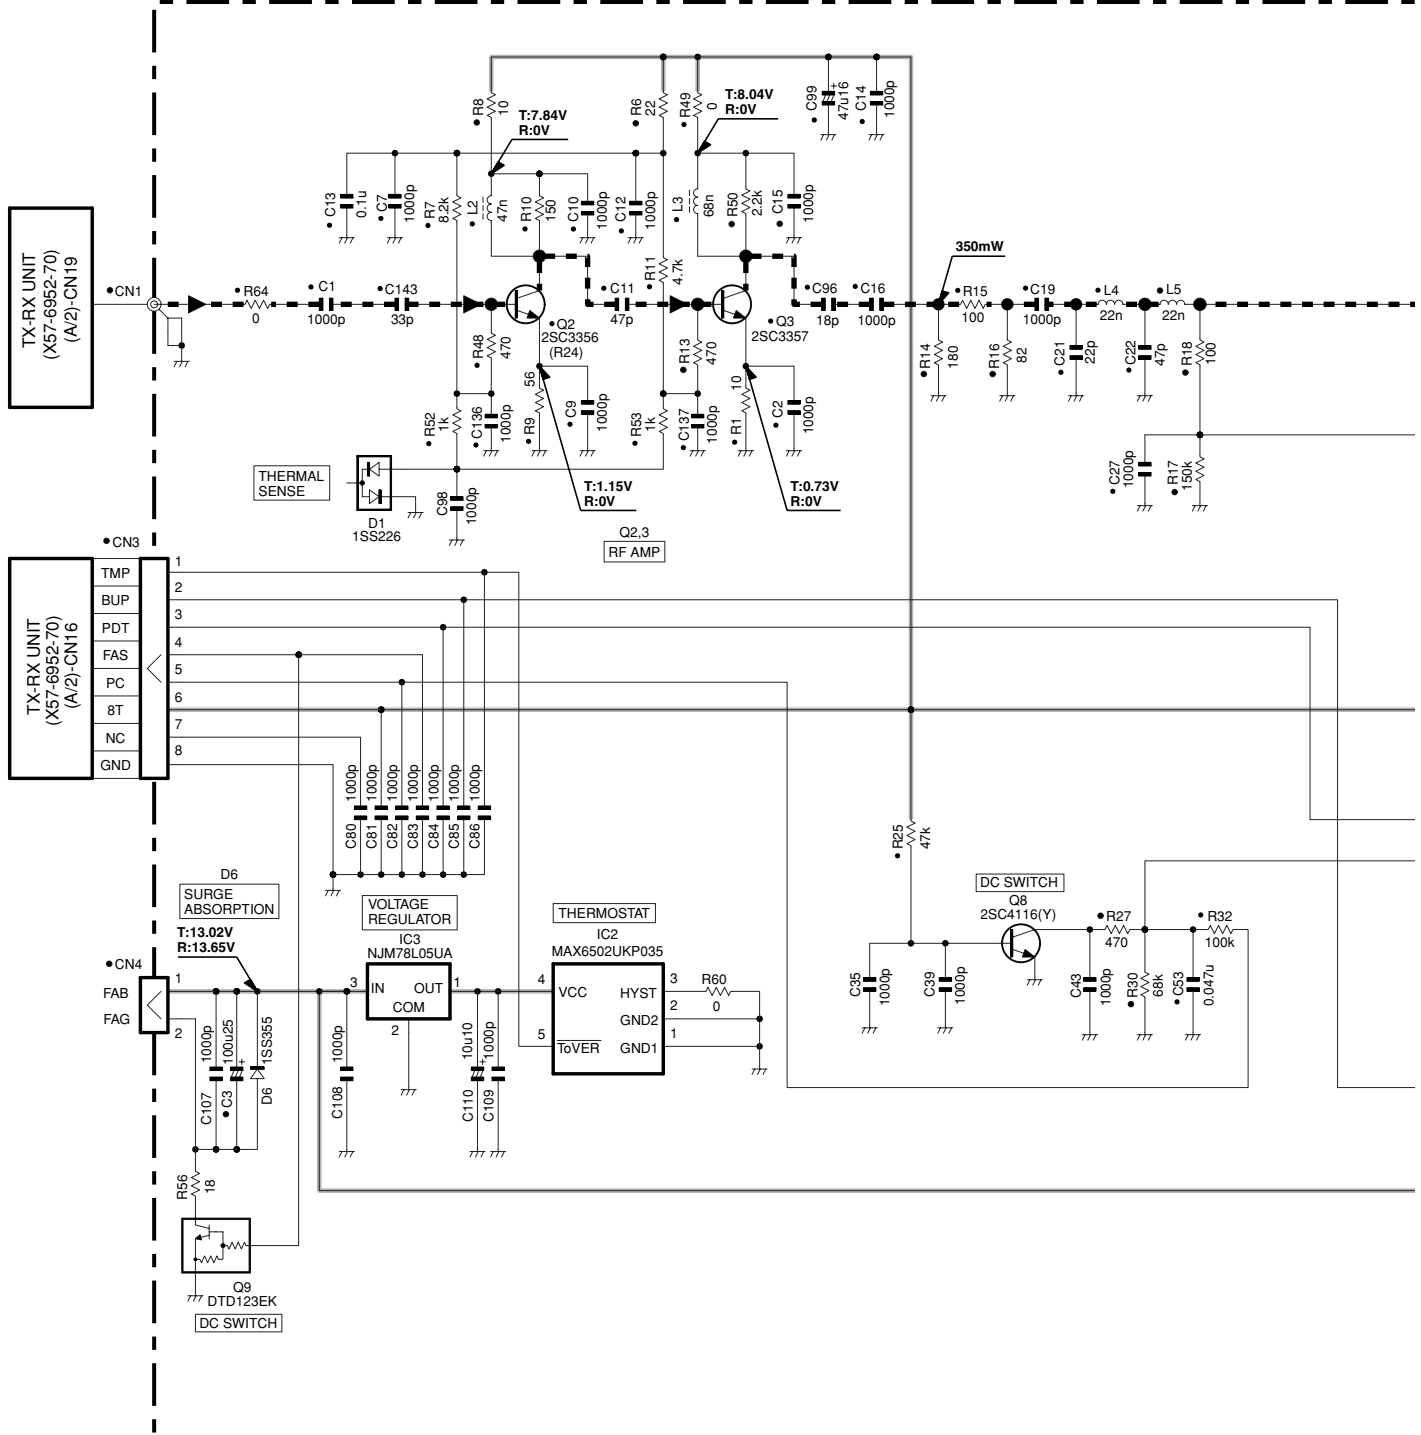 TX-RX UNIT
(X57-6952-70)
(A/2)-CN19
CN1
R64
0
C1
1000p
C143
33p
R8
10
T:7.84V
R:0V
R6
22
R49
0
T:8.04V
R:0V
C99
47u16
+
C14
1000p
C13
0.1u
C7
1000p
R7
8.2k
L2
47n
R10
150
C10
1000p
C12
1000p
R11
4.7k
L3
68n
R50
2.2k
C15
1000p
Q2
2SC3356
(R24)
C11
47p
Q3
2SC3357
C96
18p
C16
1000p
350mW
R15
100
C19
1000p
L4
22n
L5
22n
R48
470
R13
470
R14
180
R16
82
C21
22p
C22
47p
R18
100
R52
1k
C136
1000p
R9
56
C9
1000p
R53
1k
C137
1000p
R1
10
C2
1000p
C27
1000p
R17
150k
THERMAL
SENSE
D1
1SS226
C98
1000p
T:1.15V
R:0V
T:0.73V
R:0V
Q2,3
RF AMP
CN3
TX-RX UNIT
(X57-6952-70)
(A/2)-CN16
TMP 1
BUP 2
PDT 3
FAS 4
PC 5
8T 6
NC 7
GND 8
C80
1000p
C81
1000p
C82
1000p
C83
1000p
C84
1000p
C85
1000p
C86
1000p
R25
47k
DC SWITCH
Q8
2SC4116(Y)
R27
470
R32
100k
C35
1000p
C39
1000p
C43
1000p
R30
68k
C53
0.047u
D6
SURGE
ABSORPTION
T:13.02V
R:13.65V
CN4
FAB 1
FAG 2
C107
1000p
C3
100u25
+
D6
1SS355
VOLTAGE
REGULATOR
IC3
NJM78L05UA
3 IN OUT 1
COM
2
C108
1000p
C110
10u10
+
C109
1000p
THERMOSTAT
IC2
MAX6502UKP035
4 VCC HYST 3
GND2 2
5 ToVER GND1 1
R60
0
R56
18
Q9
DTD123EK
DC SWITCH